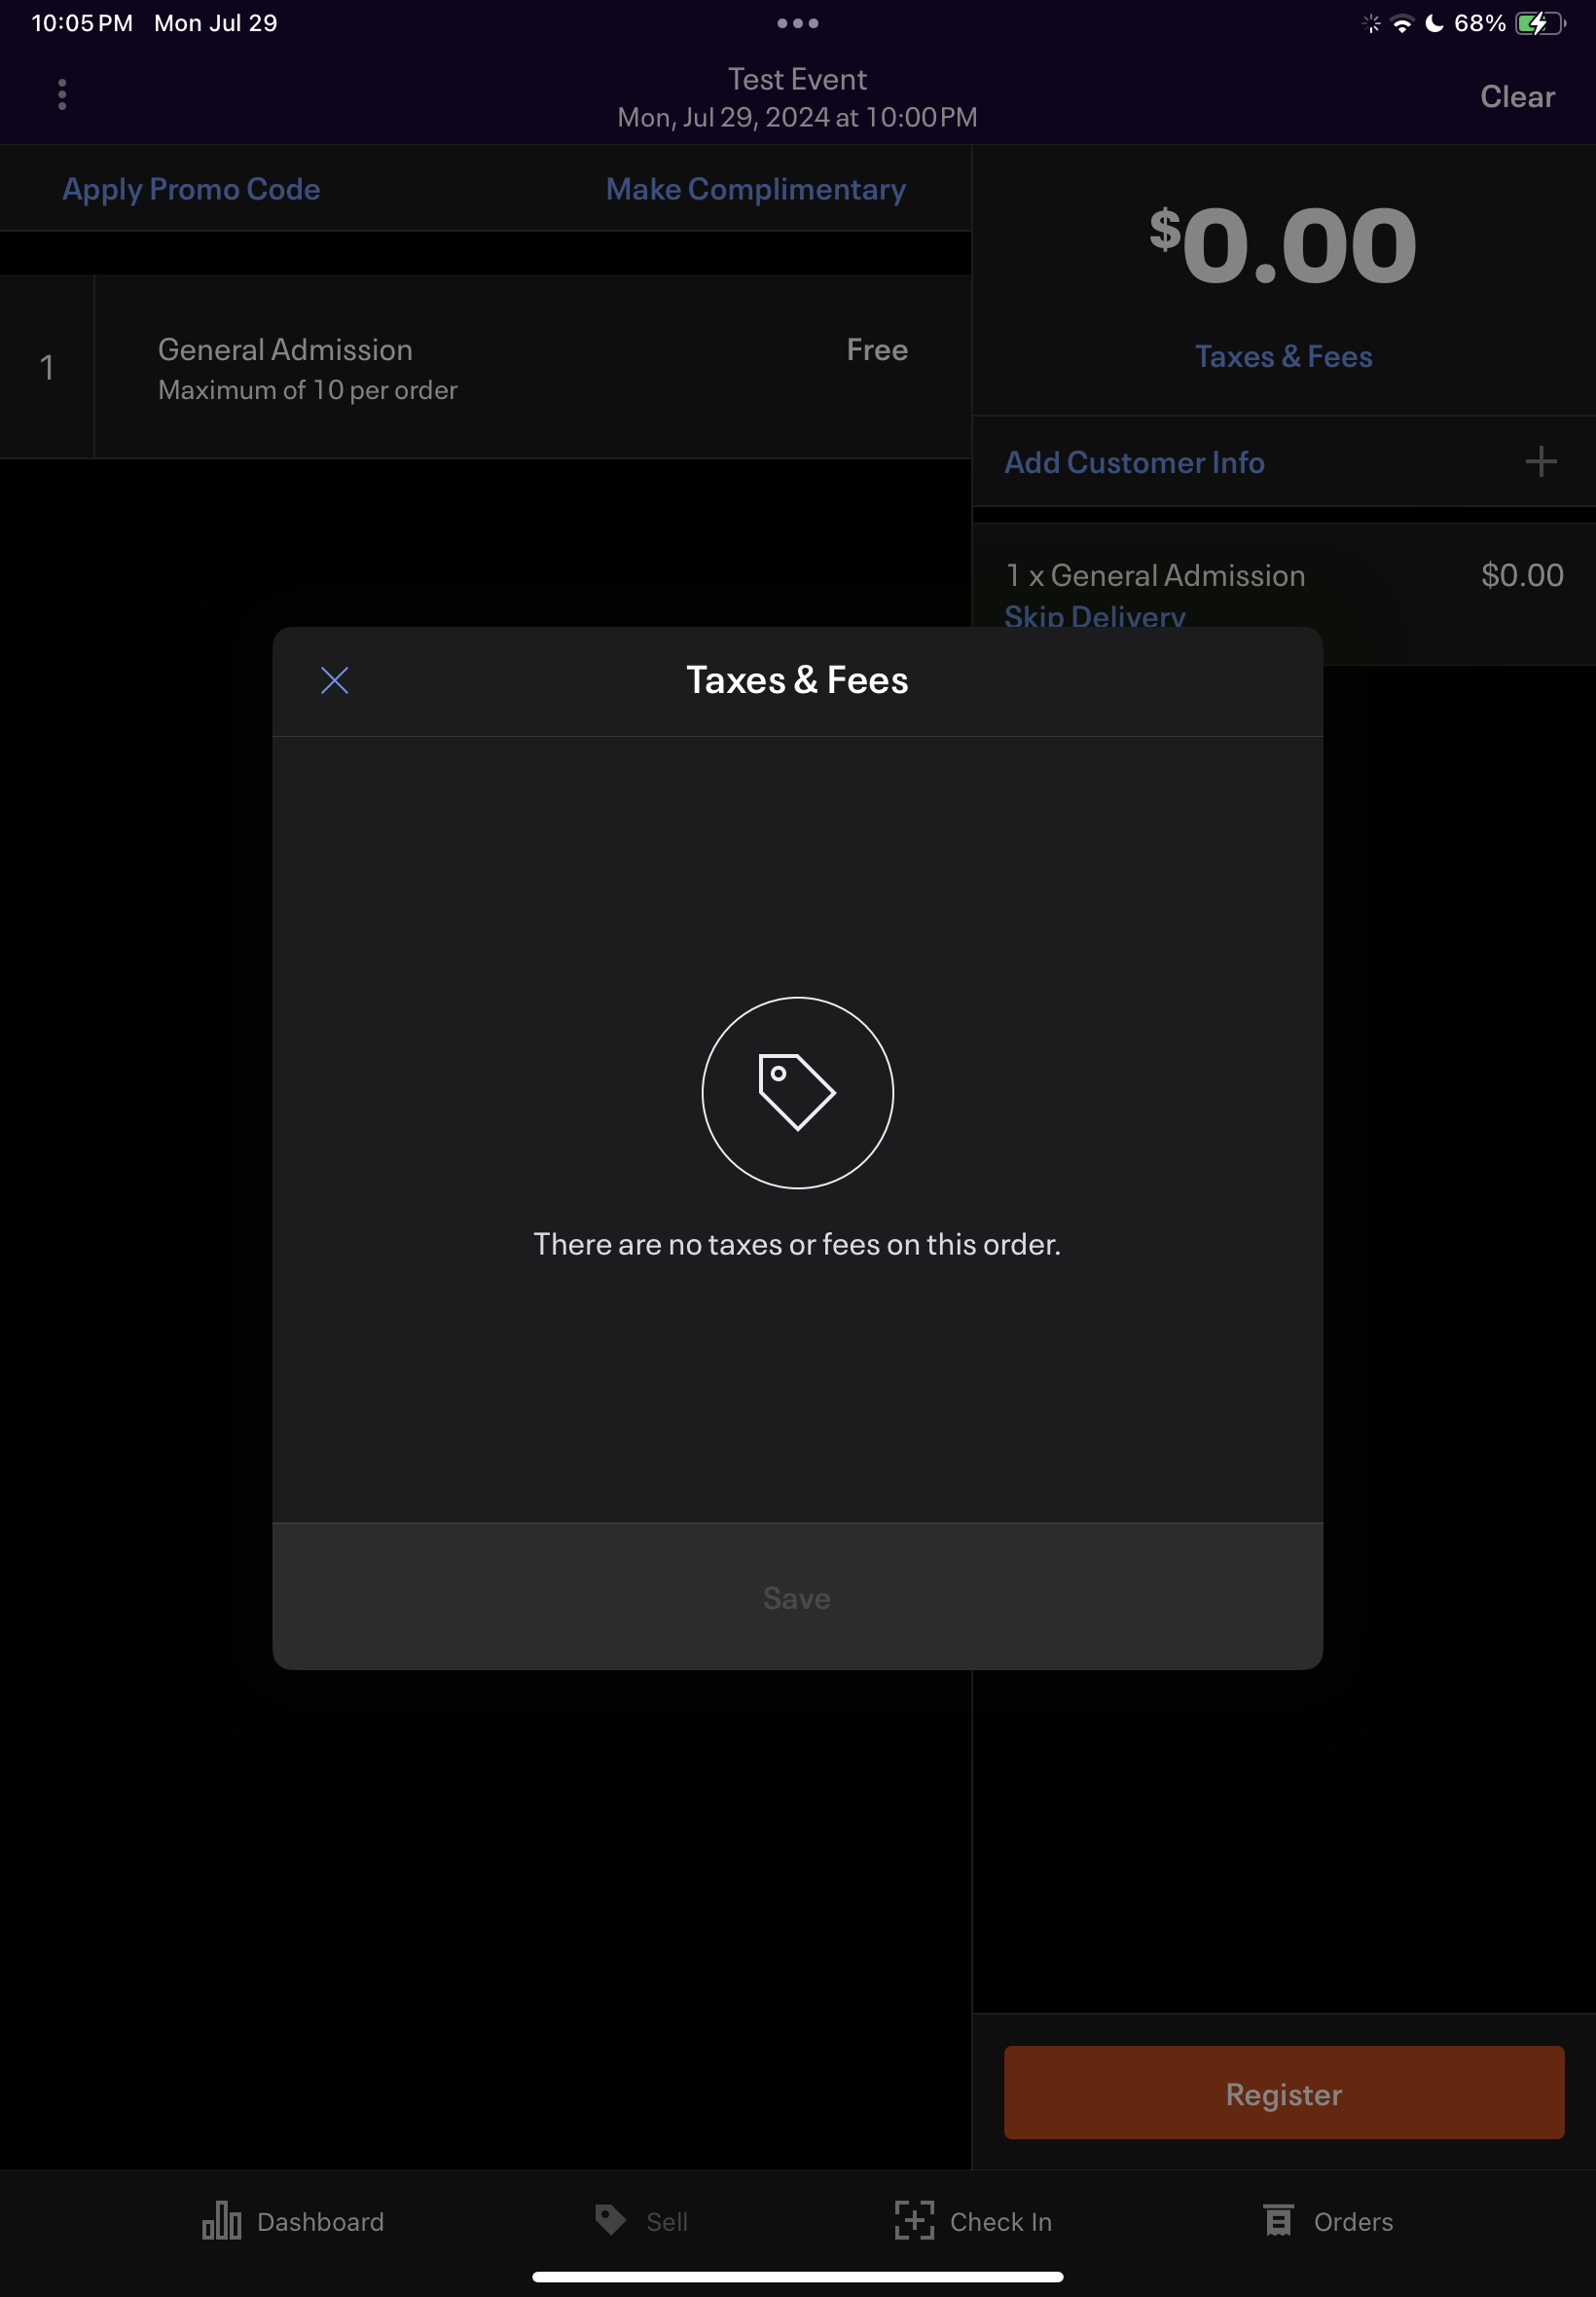 10:05 PM Mon Jul 29
68%
Test Event
Mon, Jul 29, 2024 at 10:00 PM
Clear
Apply Promo Code
Make Complimentary
$0.00
Taxes & Fees
1
General Admission
Free
Maximum of 10 per order
Add Customer Info
1 x General Admission
$0.00
Skip Delivery
Taxes & Fees
There are no taxes or fees on this order.
Save
Register
Dashboard
Sell
Check In
Orders